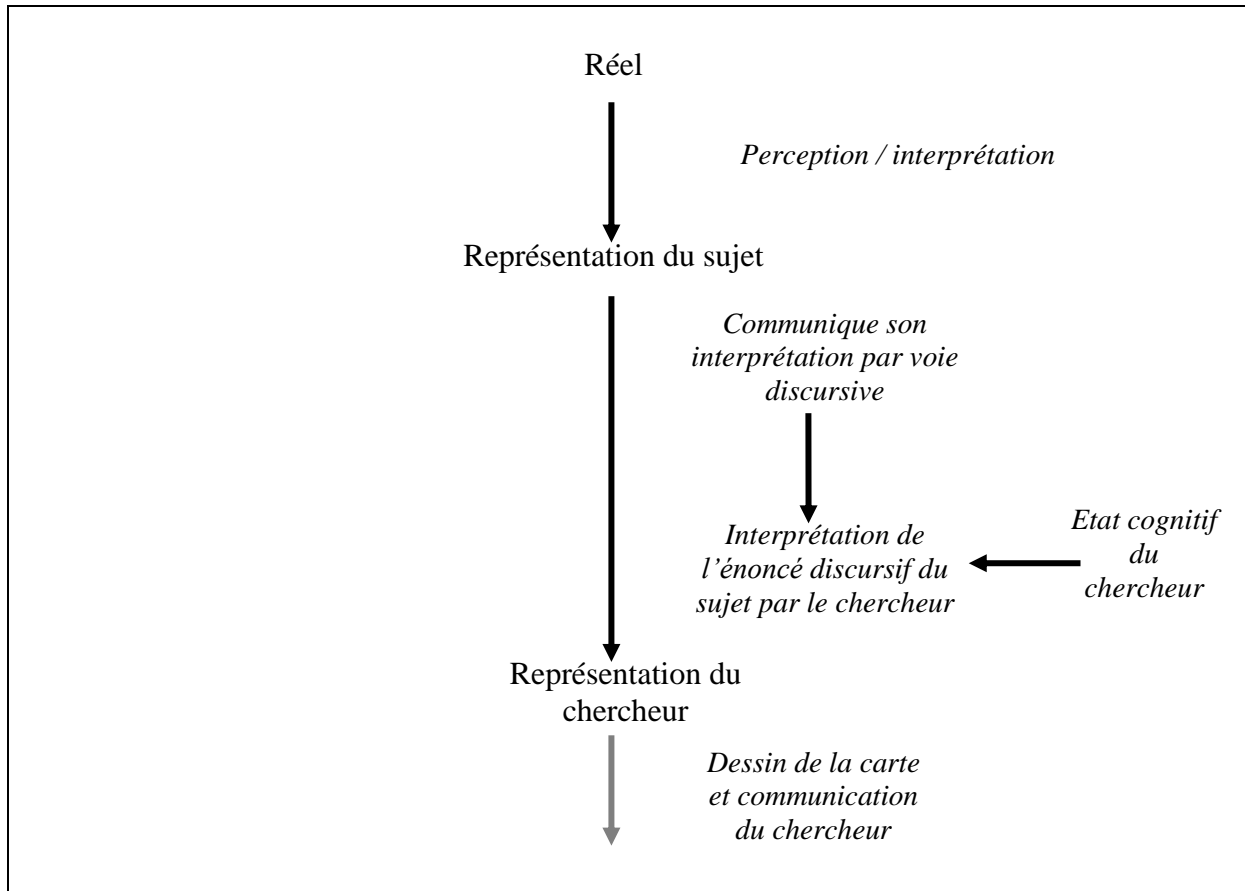 Réel
Perception / interprétation
Représentation du sujet
Communique son
interprétation par voie
discursive
Interprétation de
l’énoncé discursif du
sujet par le chercheur
Etat cognitif
du
chercheur
Représentation du
chercheur
Dessin de la carte
et communication
du chercheur